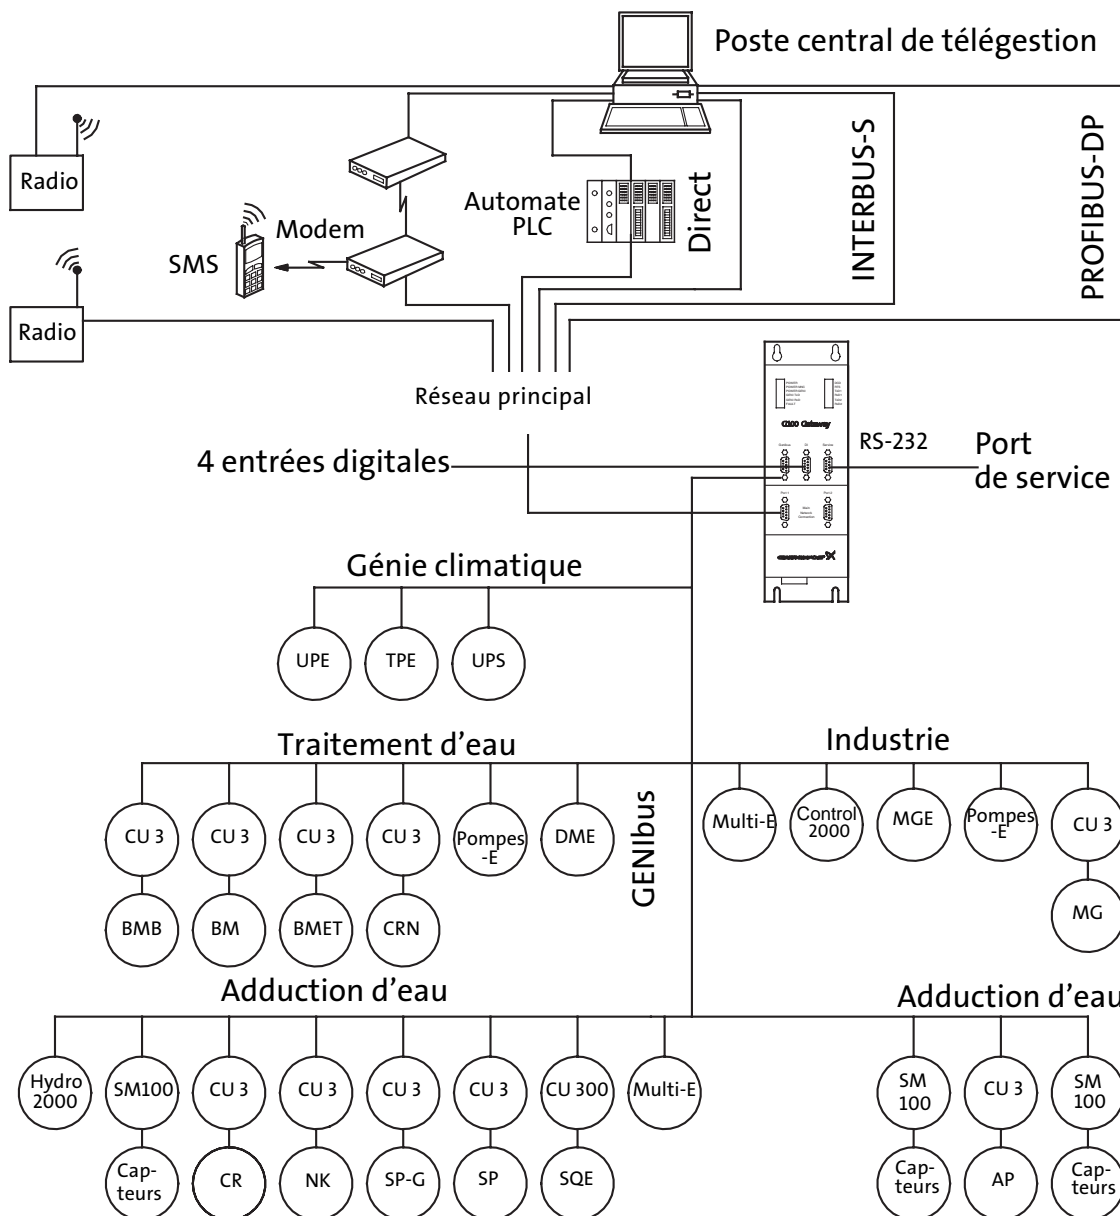 Poste central de télégestion
Radio
Automate
PLC
Direct
INTERBUS-S
PROFIBUS-DP
Modem
SMS
Radio
Réseau principal
G100 Gateway
RS-232
4 entrées digitales
Port
de service
Génie climatique
UPE
TPE
UPS
Traitement d'eau
Industrie
GENIbus
CU 3
CU 3
CU 3
CU 3
Pompes
-E
DME
Multi-E
Control
2000
MGE
Pompes
-E
CU 3
BMB
BM
BMET
CRN
MG
Adduction d'eau
Adduction d'eau
Hydro
2000
SM100
CU 3
CU 3
CU 3
CU 3
CU 300
Multi-E
SM
100
CU 3
SM
100
Cap-
teurs
CR
NK
SP-G
SP
SQE
Cap-
teurs
AP
Cap-
teurs